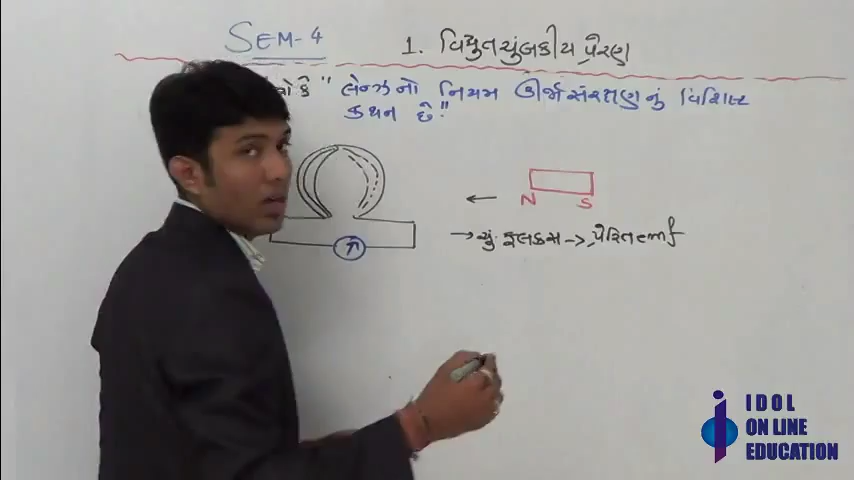 SEM-4
1. વિદ્યુતચુંબકીય પ્રેરણ
કે "લેન્ઝનો નિયમ ઊર્જાસંરક્ષણનું વિશિષ્ટ
કથન છે"
N S
→ ચું. ફ્લક્સ → પ્રેરિત emf
IDOL
ON LINE
EDUCATION